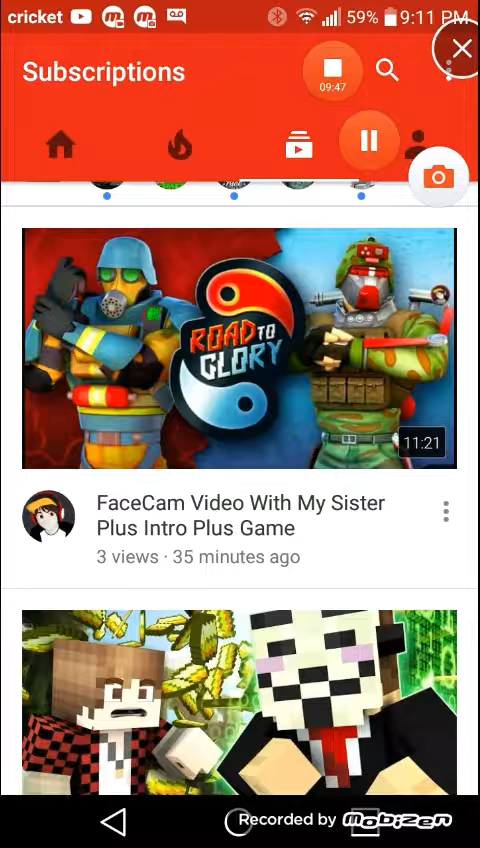 cricket 59% 9:11 PM
Subscriptions
09:47
ROAD TO
GLORY
11:21
FaceCam Video With My Sister
Plus Intro Plus Game
3 views · 35 minutes ago
Recorded by Mobizen